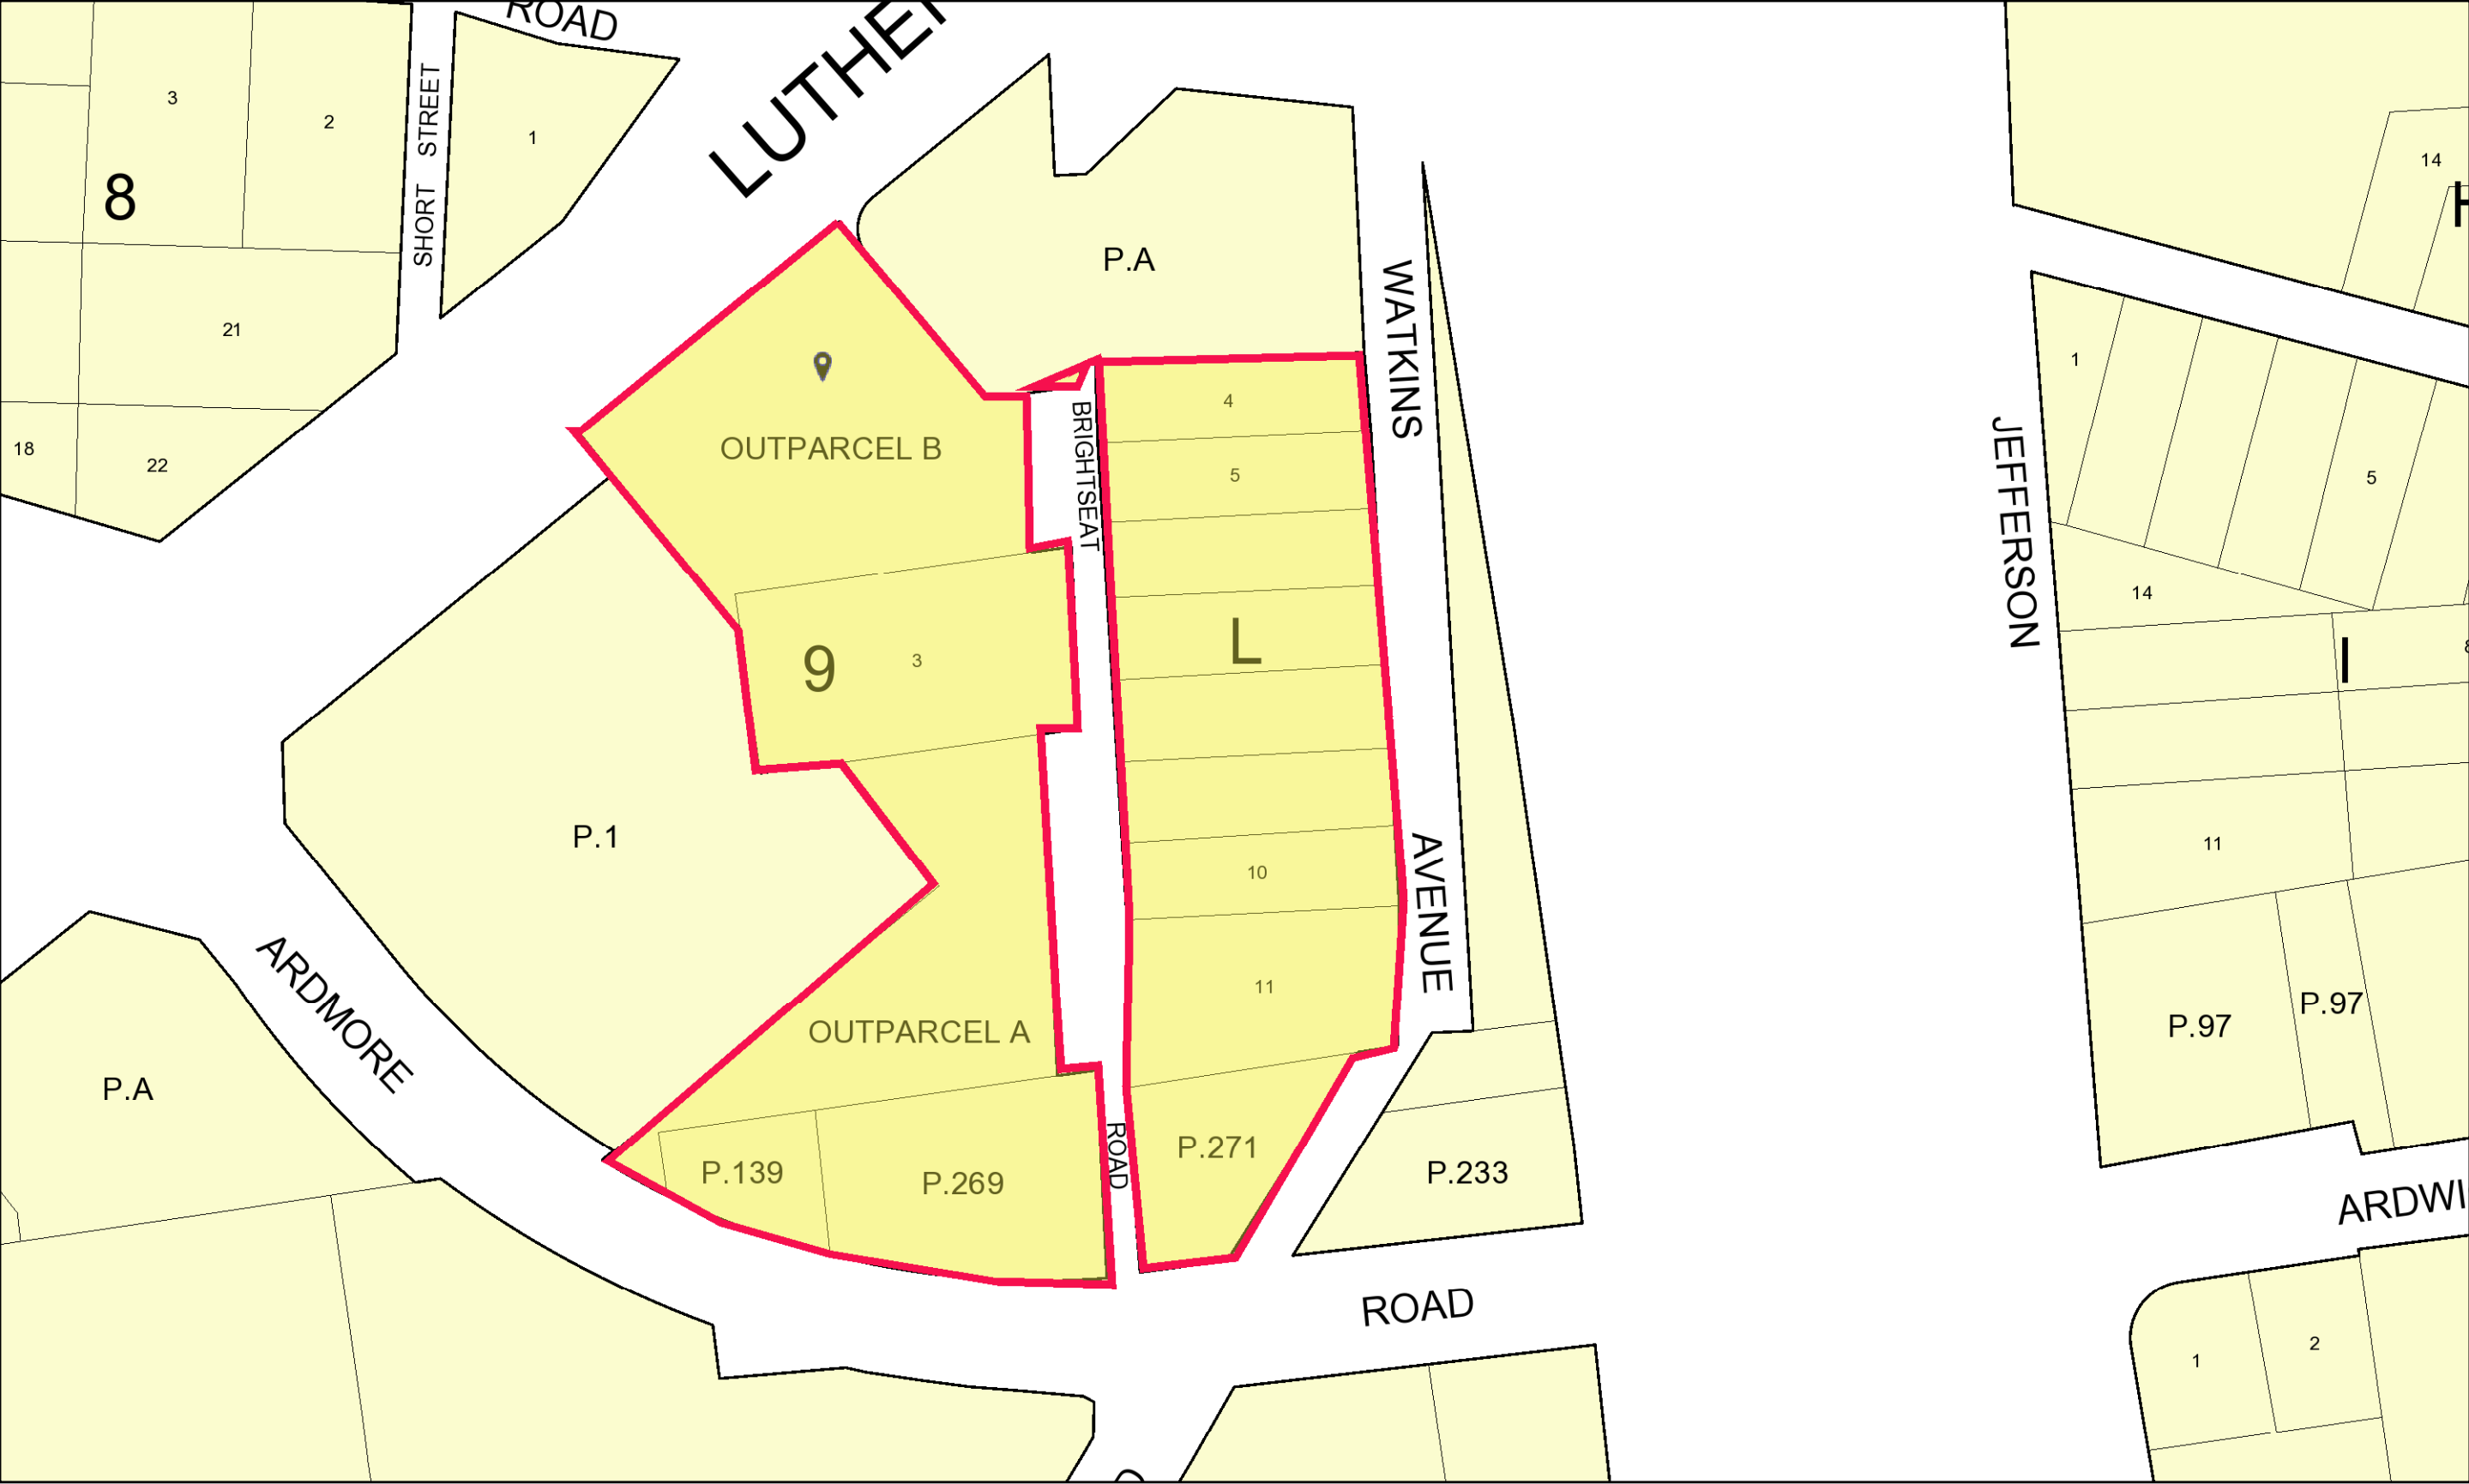 ROAD
LUTHER
3
2
1
8
SHORT STREET
21
18
22
14
H
P.A
WATKINS
AVENUE
BRIGHTSEAT
ROAD
4
5
L
10
11
P.271
OUTPARCEL B
9
3
P.1
OUTPARCEL A
P.139
P.269
ARDMORE
ROAD
P.A
P.233
JEFFERSON
1
5
14
I
8
11
P.97
P.97
ARDWI
1
2